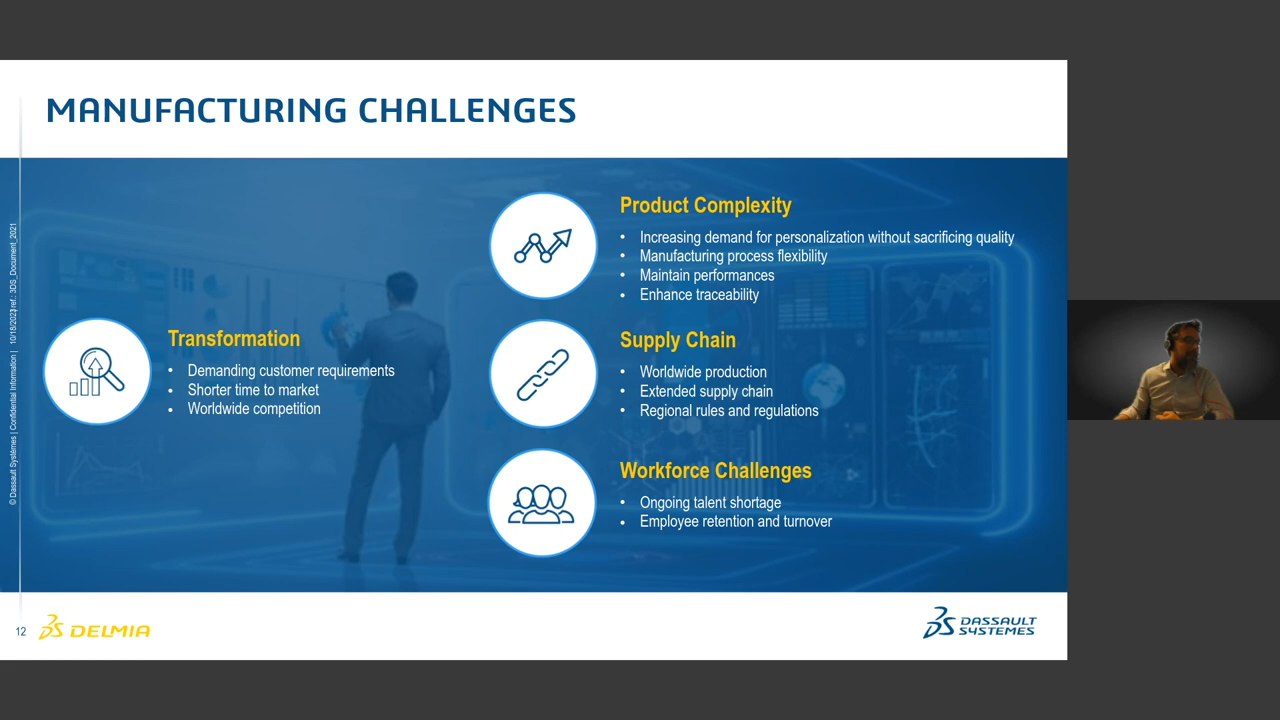 MANUFACTURING CHALLENGES
Transformation
• Demanding customer requirements
• Shorter time to market
• Worldwide competition
Product Complexity
• Increasing demand for personalization without sacrificing quality
• Manufacturing process flexibility
• Maintain performances
• Enhance traceability
Supply Chain
• Worldwide production
• Extended supply chain
• Regional rules and regulations
Workforce Challenges
• Ongoing talent shortage
• Employee retention and turnover
© Dassault Systèmes | Confidential Information | 10/18/2023 ref.: 3DS_Document_2021
12
3DS DELMIA
3DS DASSAULT
SYSTEMES